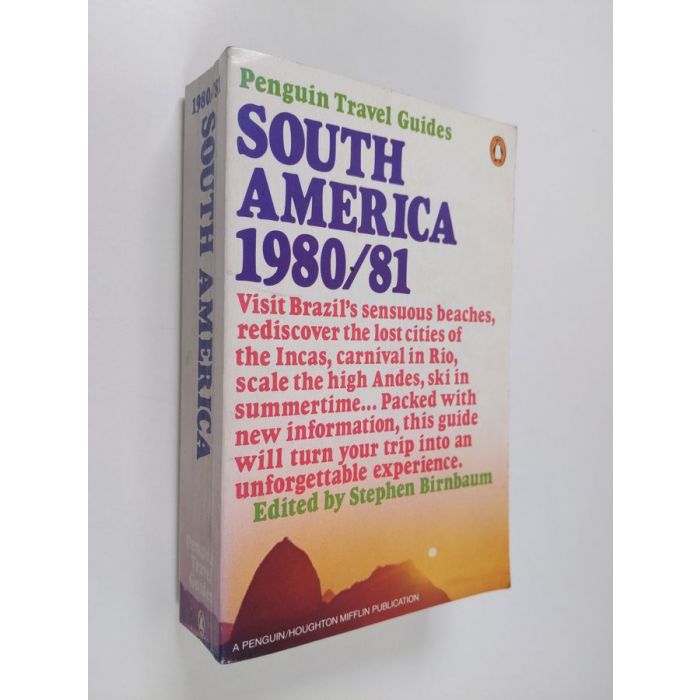 Penguin Travel Guides
SOUTH
AMERICA
1980/81
Visit Brazil's sensuous beaches,
rediscover the lost cities of
the Incas, carnival in Rio,
scale the high Andes, ski in
summertime... Packed with
new information, this guide
will turn your trip into an
unforgettable experience.
Edited by Stephen Birnbaum
A PENGUIN/HOUGHTON MIFFLIN PUBLICATION
1980/81 SOUTH AMERICA
Penguin
Travel
Guides